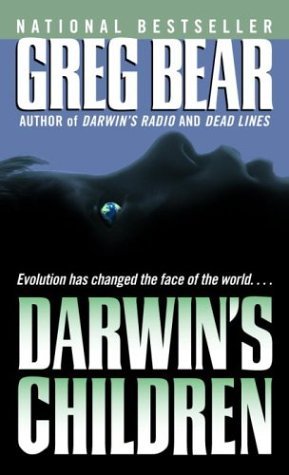 NATIONAL BESTSELLER
GREG BEAR
AUTHOR of DARWIN'S RADIO AND DEAD LINES
Evolution has changed the face of the world. . . .
DARWIN'S
CHILDREN